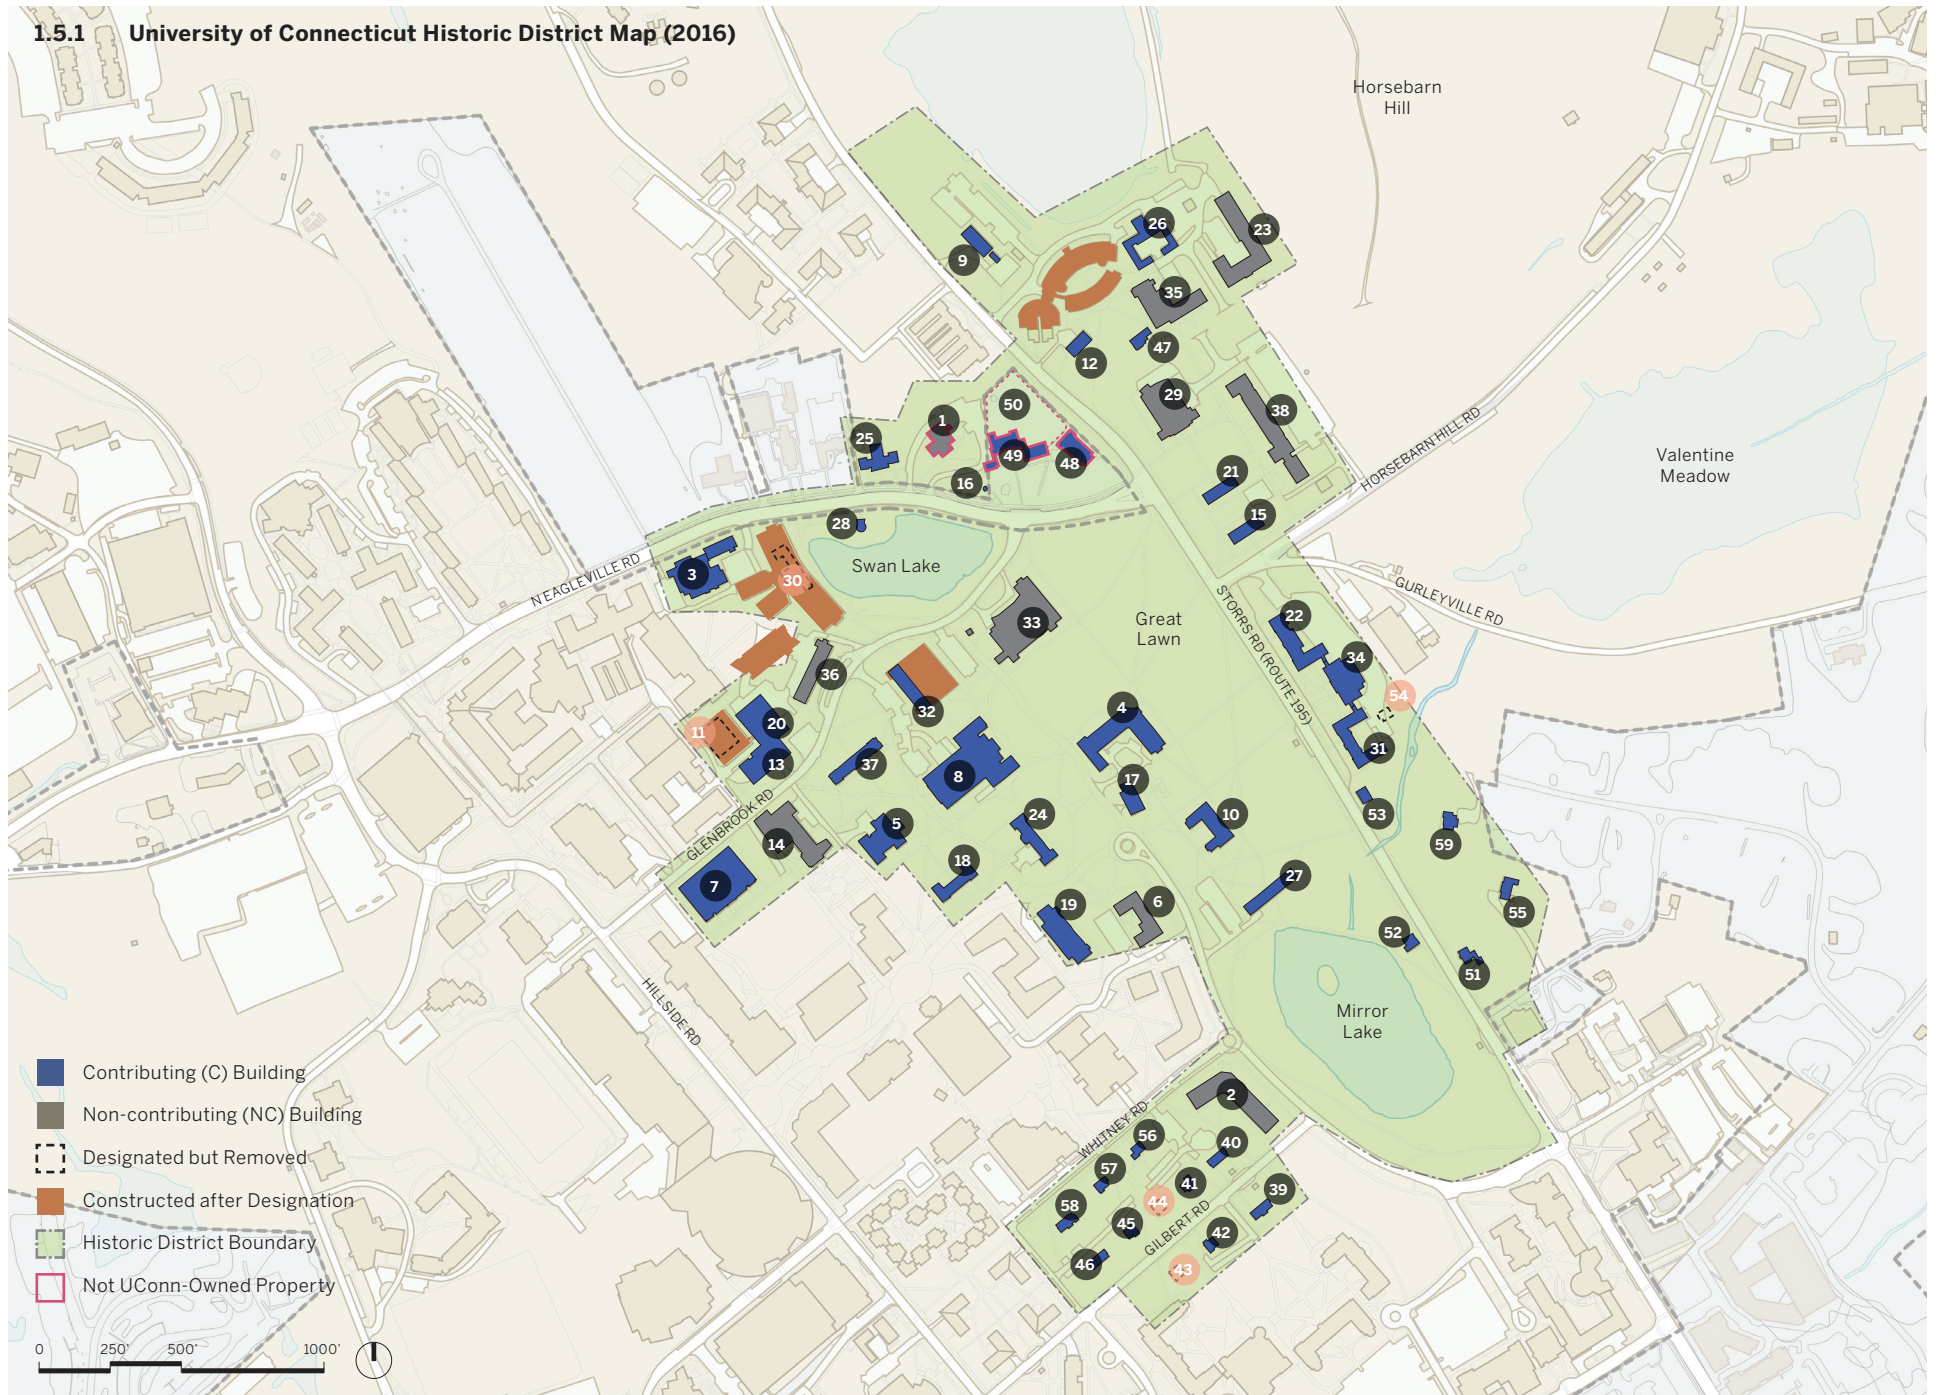 1.5.1 University of Connecticut Historic District Map (2016)
Horsebarn
Hill
26
23
9
35
47
12
29
50
38
1
25
49
48
16
21
15
28
HORSEBARN HILL RD
Valentine
Meadow
N EAGLEVILLE RD
3
30
Swan Lake
33
Great
Lawn
STORRS RD (ROUTE 195)
GURLEYVILLE RD
22
34
54
36
32
4
11
20
13
37
8
31
17
53
GLENBROOK RD
14
5
24
10
59
7
18
27
19
6
55
52
51
HILLSIDE RD
Mirror
Lake
2
WHITNEY RD
56
40
57
41
39
44
58
45
GILBERT RD
42
46
43
Contributing (C) Building
Non-contributing (NC) Building
Designated but Removed
Constructed after Designation
Historic District Boundary
Not UConn-Owned Property
0 250' 500' 1000'